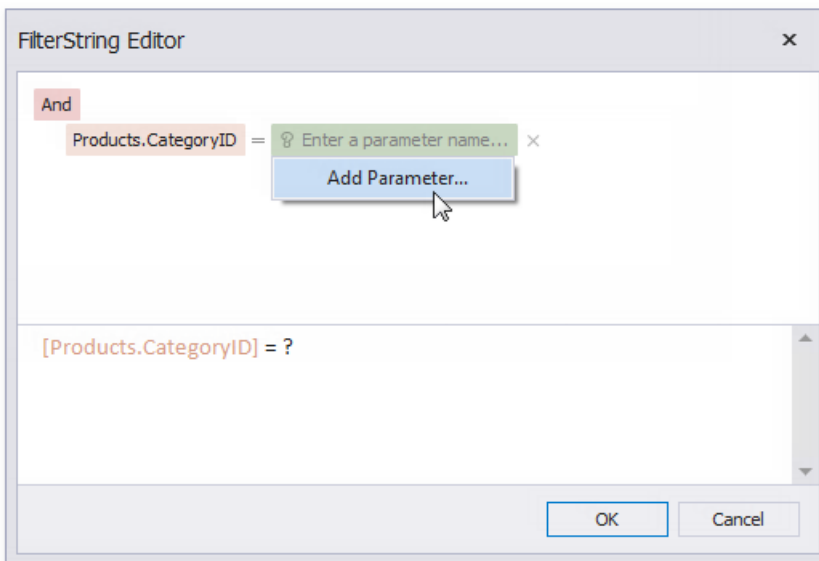 FilterString Editor
And
Products.CategoryID = Enter a parameter name...
Add Parameter...
[Products.CategoryID] = ?
OK Cancel